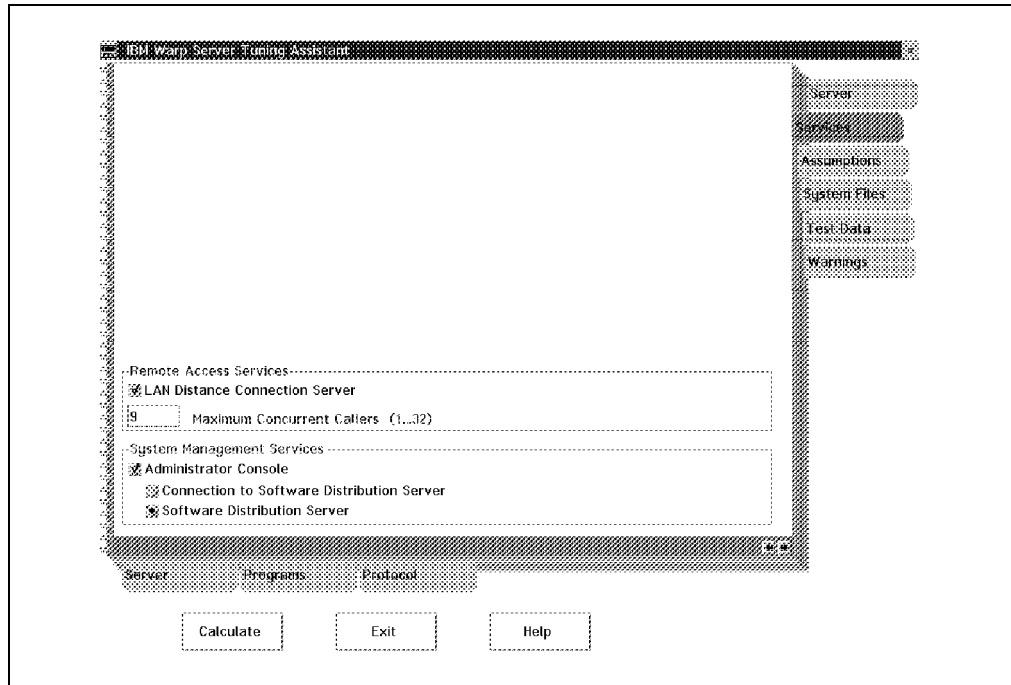 IBM Warp Server Tuning Assistant
Server
Services
Assumptions
System Files
Test Data
Warnings
Remote Access Services
LAN Distance Connection Server
9 Maximum Concurrent Callers (1...32)
System Management Services
Administrator Console
Connection to Software Distribution Server
Software Distribution Server
Server Programs Protocol
Calculate Exit Help